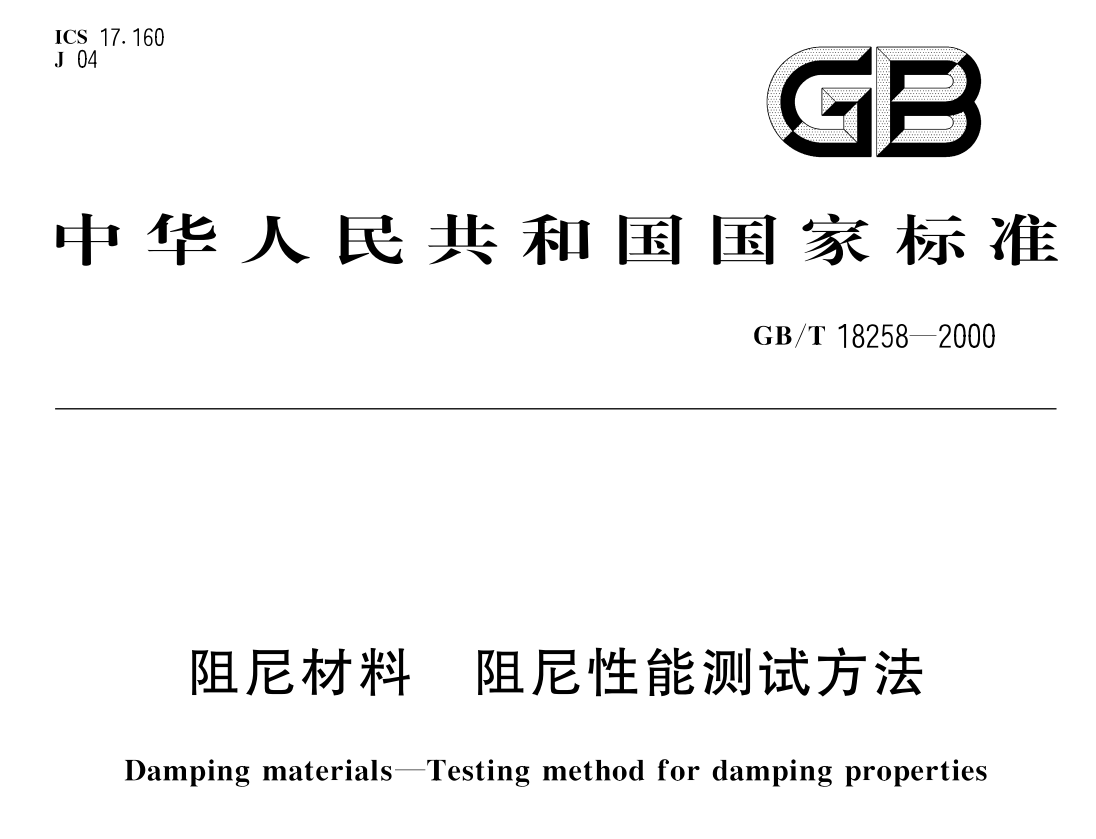 ICS 17.160
J 04
GB
中华人民共和国国家标准
GB/T 18258—2000
阻尼材料 阻尼性能测试方法
Damping materials—Testing method for damping properties